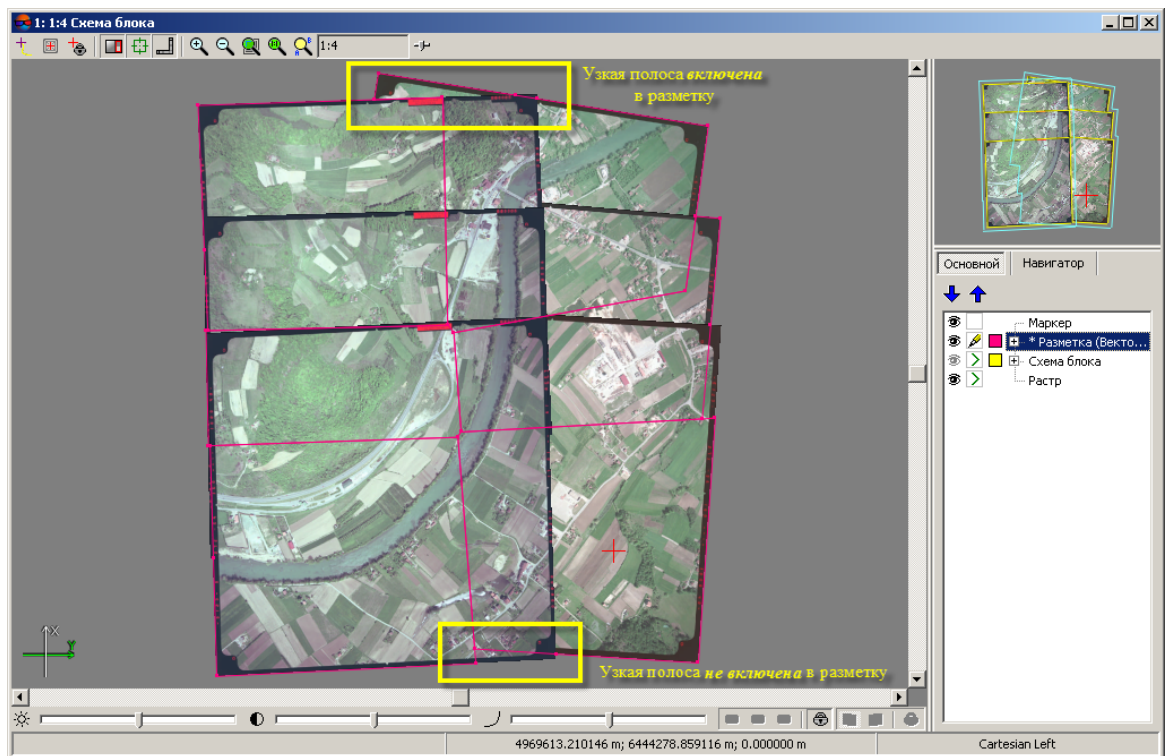 1: 1:4 Схема блока
1:4
Узкая полоса включена
в разметку
Основной
Навигатор
Маркер
* Разметка (Векто...
Схема блока
Растр
X
Y
Узкая полоса не включена в разметку
4969613.210146 m; 6444278.859116 m; 0.000000 m
Cartesian Left